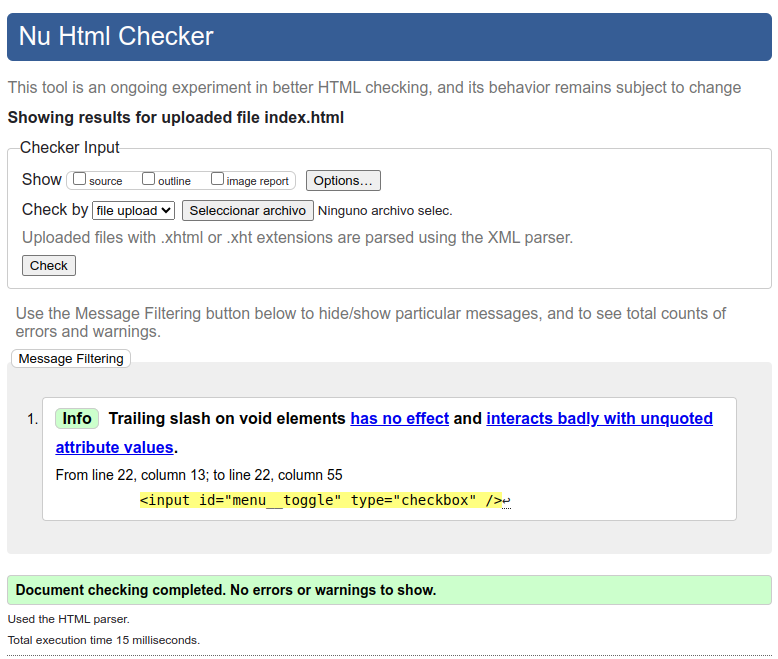 Nu Html Checker
This tool is an ongoing experiment in better HTML checking, and its behavior remains subject to change
Showing results for uploaded file index.html
Checker Input
Show source outline image report Options…
Check by file upload Seleccionar archivo Ninguno archivo selec.
Uploaded files with .xhtml or .xht extensions are parsed using the XML parser.
Check
Use the Message Filtering button below to hide/show particular messages, and to see total counts of
errors and warnings.
Message Filtering
1. Info Trailing slash on void elements has no effect and interacts badly with unquoted
attribute values.
From line 22, column 13; to line 22, column 55
<input id="menu__toggle" type="checkbox" />↩
Document checking completed. No errors or warnings to show.
Used the HTML parser.
Total execution time 15 milliseconds.